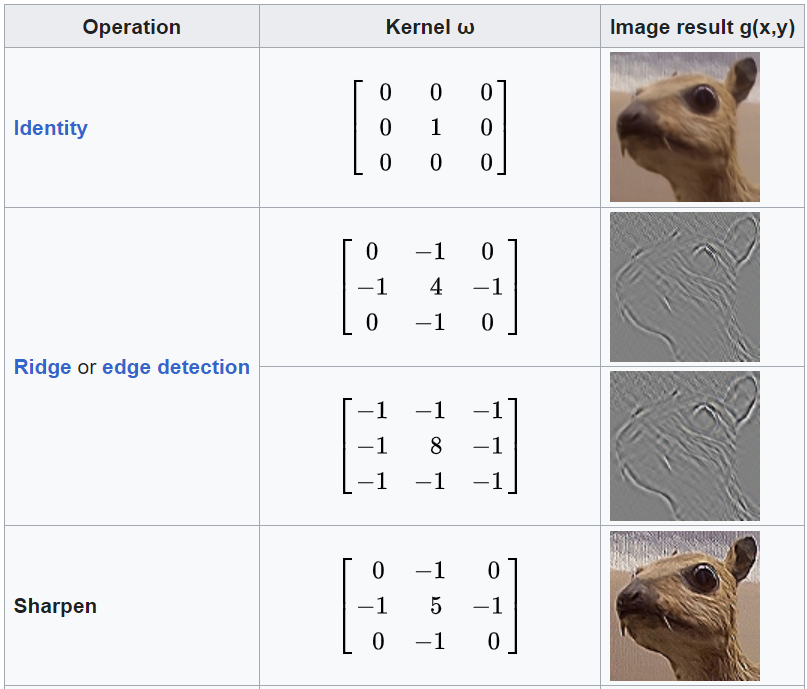 Operation Kernel ω Image result g(x,y)
Identity
0 0 0
0 1 0
0 0 0
Ridge or edge detection
0 −1 0
−1 4 −1
0 −1 0
−1 −1 −1
−1 8 −1
−1 −1 −1
Sharpen
0 −1 0
−1 5 −1
0 −1 0